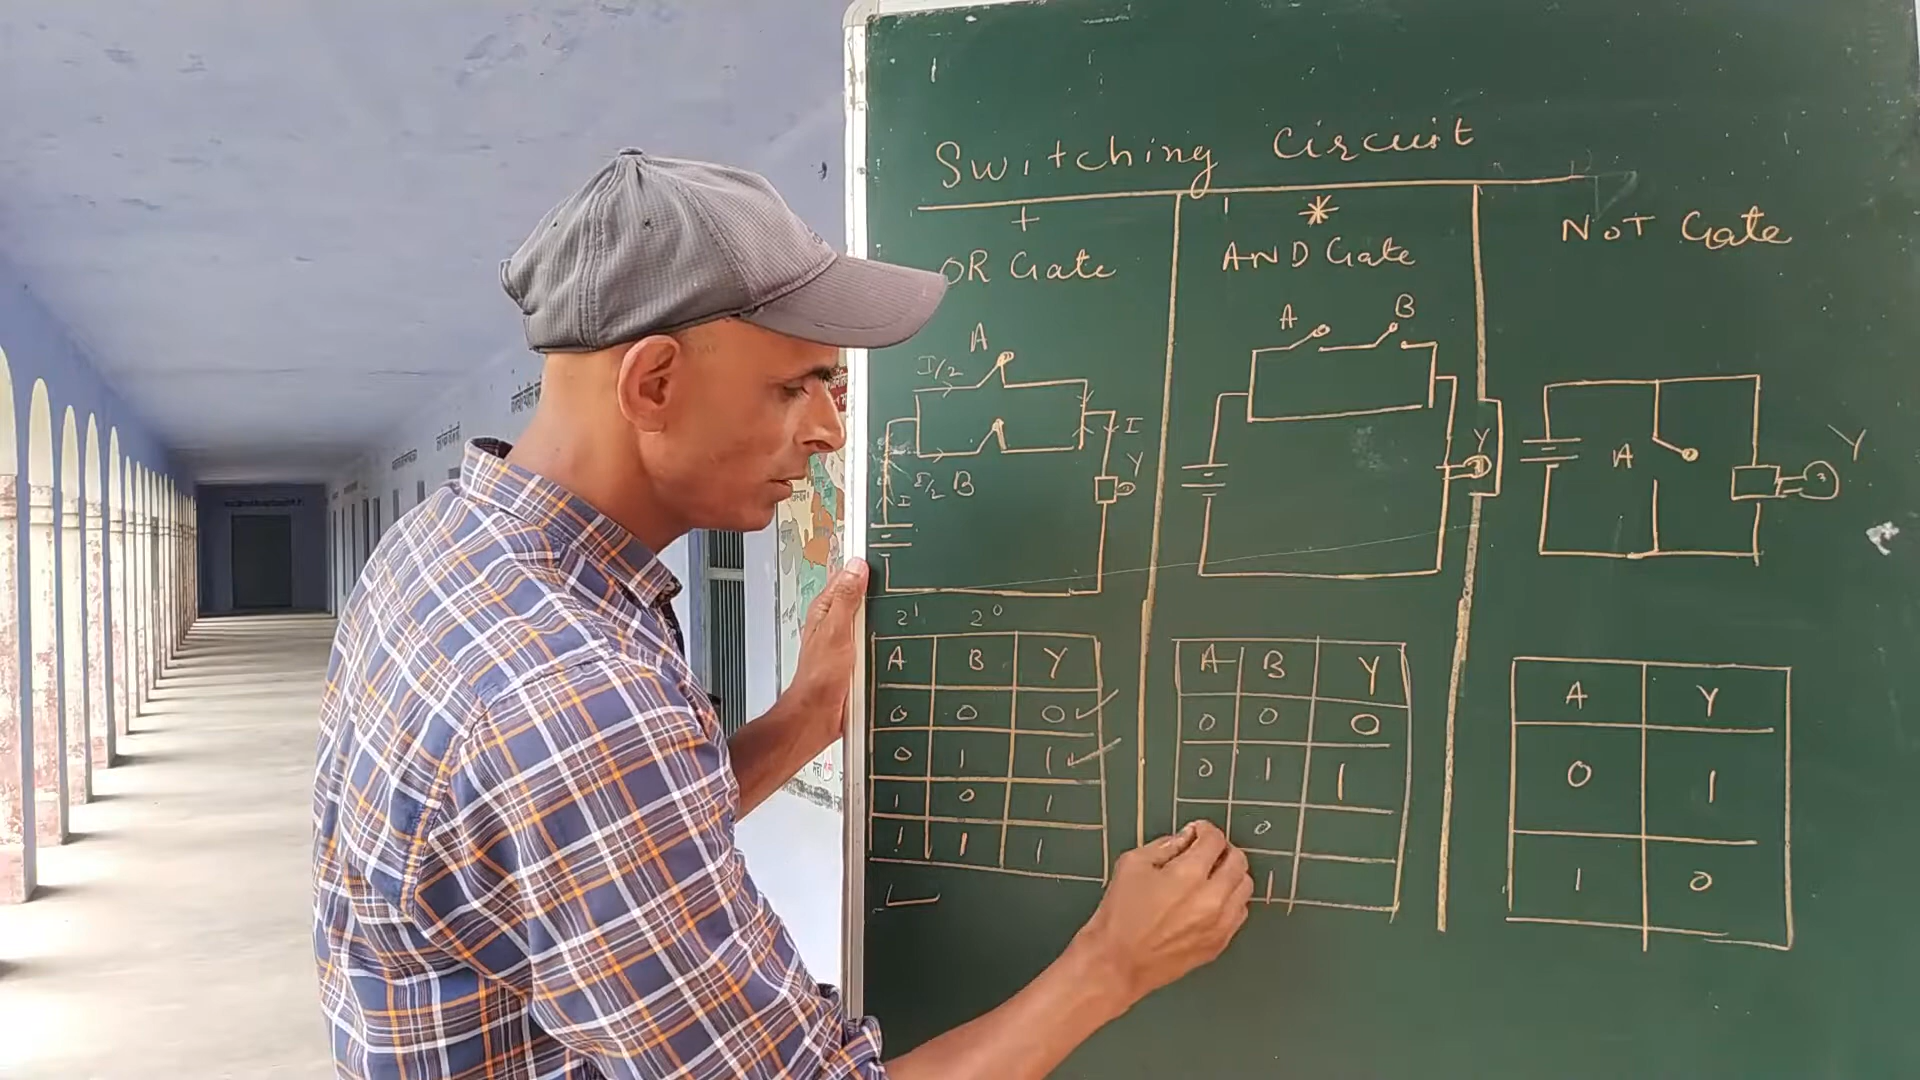 Switching Circuit
+
OR Gate
A
I/2
I
Y
I/2 B
I
2¹ 2⁰
A B Y
0 0 0 ✓
0 1 1 ✓
1 0 1
1 1 1
*
AND Gate
A B
Y
A B Y
0 0 0
0 1 1
0
1
NOT Gate
A
Y
A Y
0 1
1 0